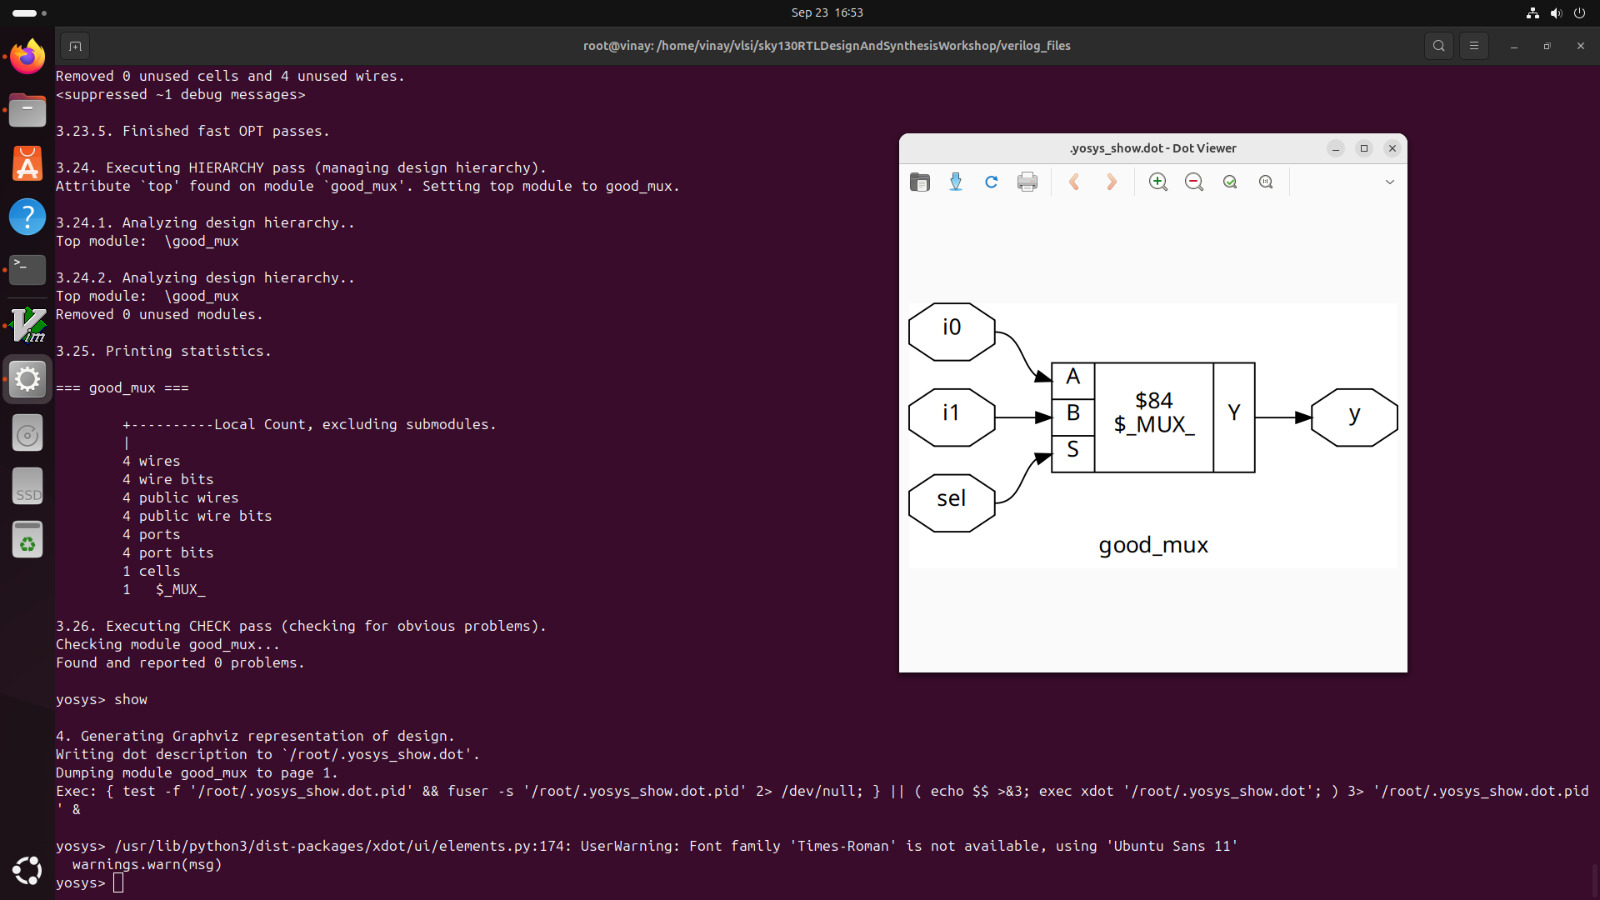 Sep 23 16:53
root@vinay: /home/vinay/vlsi/sky130RTLDesignAndSynthesisWorkshop/verilog_files
Removed 0 unused cells and 4 unused wires.
<suppressed ~1 debug messages>
3.23.5. Finished fast OPT passes.
3.24. Executing HIERARCHY pass (managing design hierarchy).
Attribute `top' found on module `good_mux'. Setting top module to good_mux.
3.24.1. Analyzing design hierarchy..
Top module:  \good_mux
3.24.2. Analyzing design hierarchy..
Top module:  \good_mux
Removed 0 unused modules.
3.25. Printing statistics.
=== good_mux ===
+----------Local Count, excluding submodules.
|
4 wires
4 wire bits
4 public wires
4 public wire bits
4 ports
4 port bits
1 cells
1   $_MUX_
3.26. Executing CHECK pass (checking for obvious problems).
Checking module good_mux...
Found and reported 0 problems.
yosys> show
4. Generating Graphviz representation of design.
Writing dot description to `/root/.yosys_show.dot'.
Dumping module good_mux to page 1.
Exec: { test -f '/root/.yosys_show.dot.pid' && fuser -s '/root/.yosys_show.dot.pid' 2> /dev/null; } || ( echo $$ >&3; exec xdot '/root/.yosys_show.dot'; ) 3> '/root/.yosys_show.dot.pid
' &
yosys> /usr/lib/python3/dist-packages/xdot/ui/elements.py:174: UserWarning: Font family 'Times-Roman' is not available, using 'Ubuntu Sans 11'
warnings.warn(msg)
yosys>
.yosys_show.dot - Dot Viewer
i0
i1
sel
A
B
S
$84
$_MUX_
Y
y
good_mux
SSD
Vim